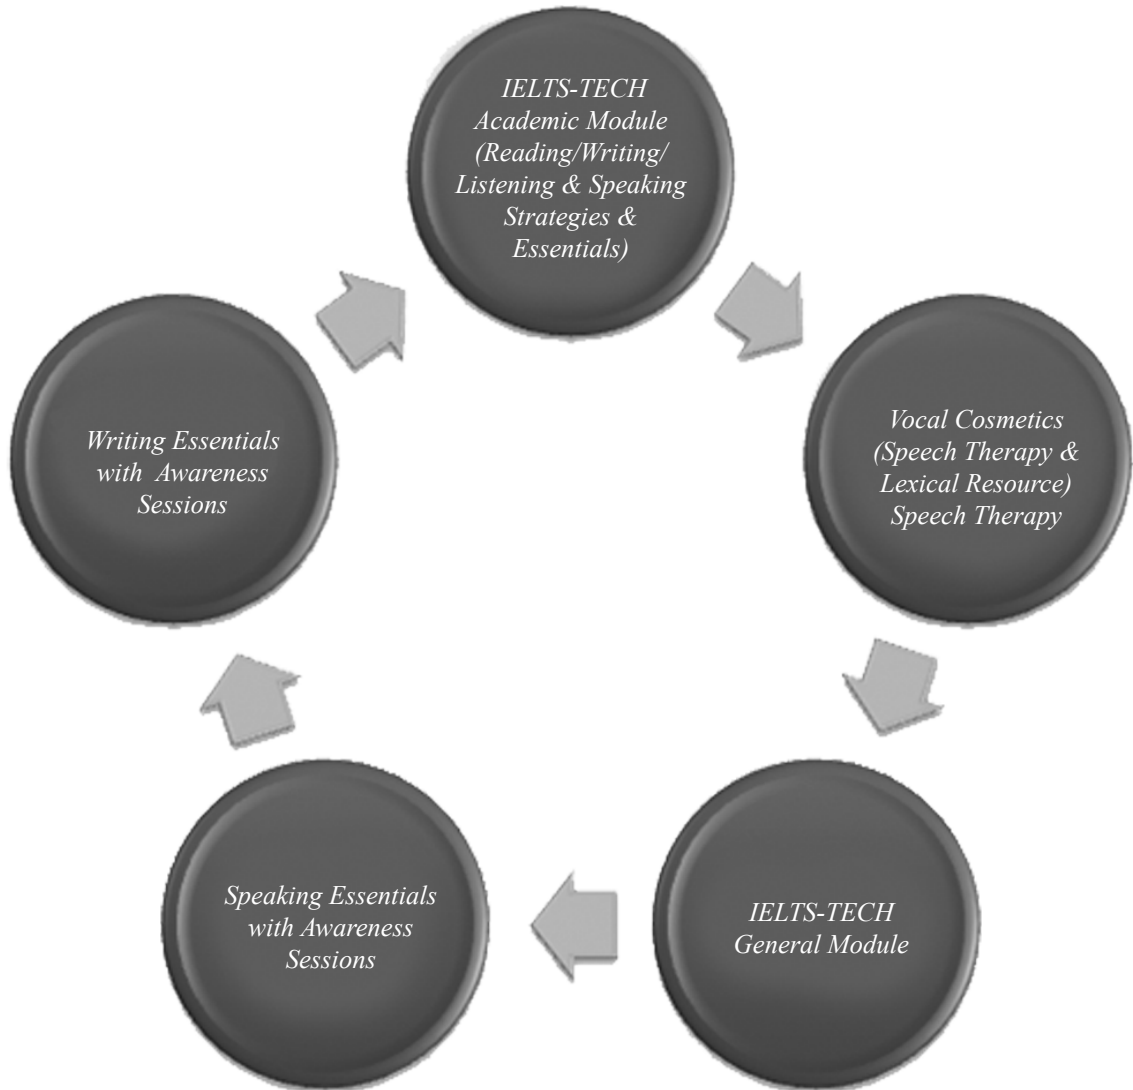 IELTS-TECH
Academic Module
(Reading/Writing/
Listening & Speaking
Strategies &
Essentials)
Vocal Cosmetics
(Speech Therapy &
Lexical Resource)
Speech Therapy
IELTS-TECH
General Module
Speaking Essentials
with Awareness
Sessions
Writing Essentials
with Awareness
Sessions